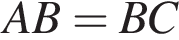 AB = BC